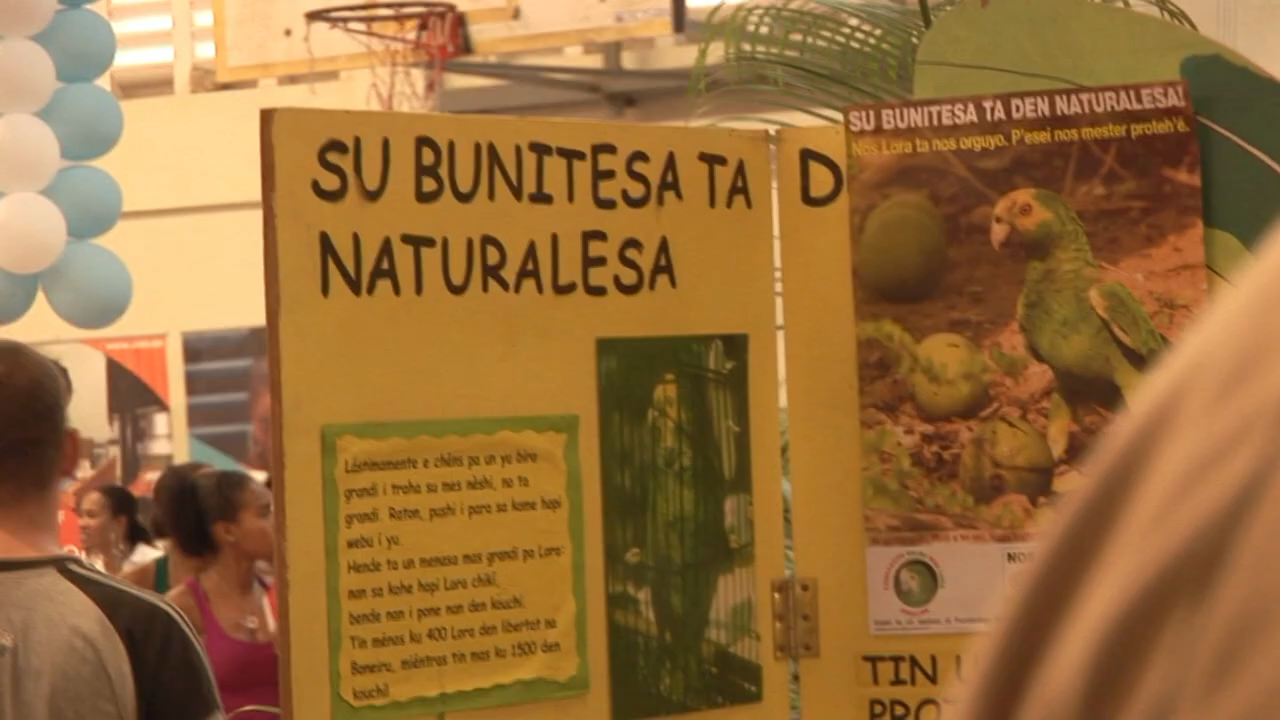 SU BUNITESA TA D
NATURALESA
Lástimamente e chèns pa un yu bira
grandi i traha su mes nèshi, no ta
grandi. Raton, pushi i para sa kome hopi
webu i yu.
Hende ta un menasa mas grandi pa Lora:
nan sa kohe hopi Lora chikí,
bende nan i pone nan den kouchi.
Tin ménos ku 400 Lora den libertat na
Boneiru, miéntras tin mas ku 1500 den
kouchi!
SU BUNITESA TA DEN NATURALESA!
Nos Lora ta nos orguyo. P'esei nos mester proteh'é.
NO
TIN
PRO